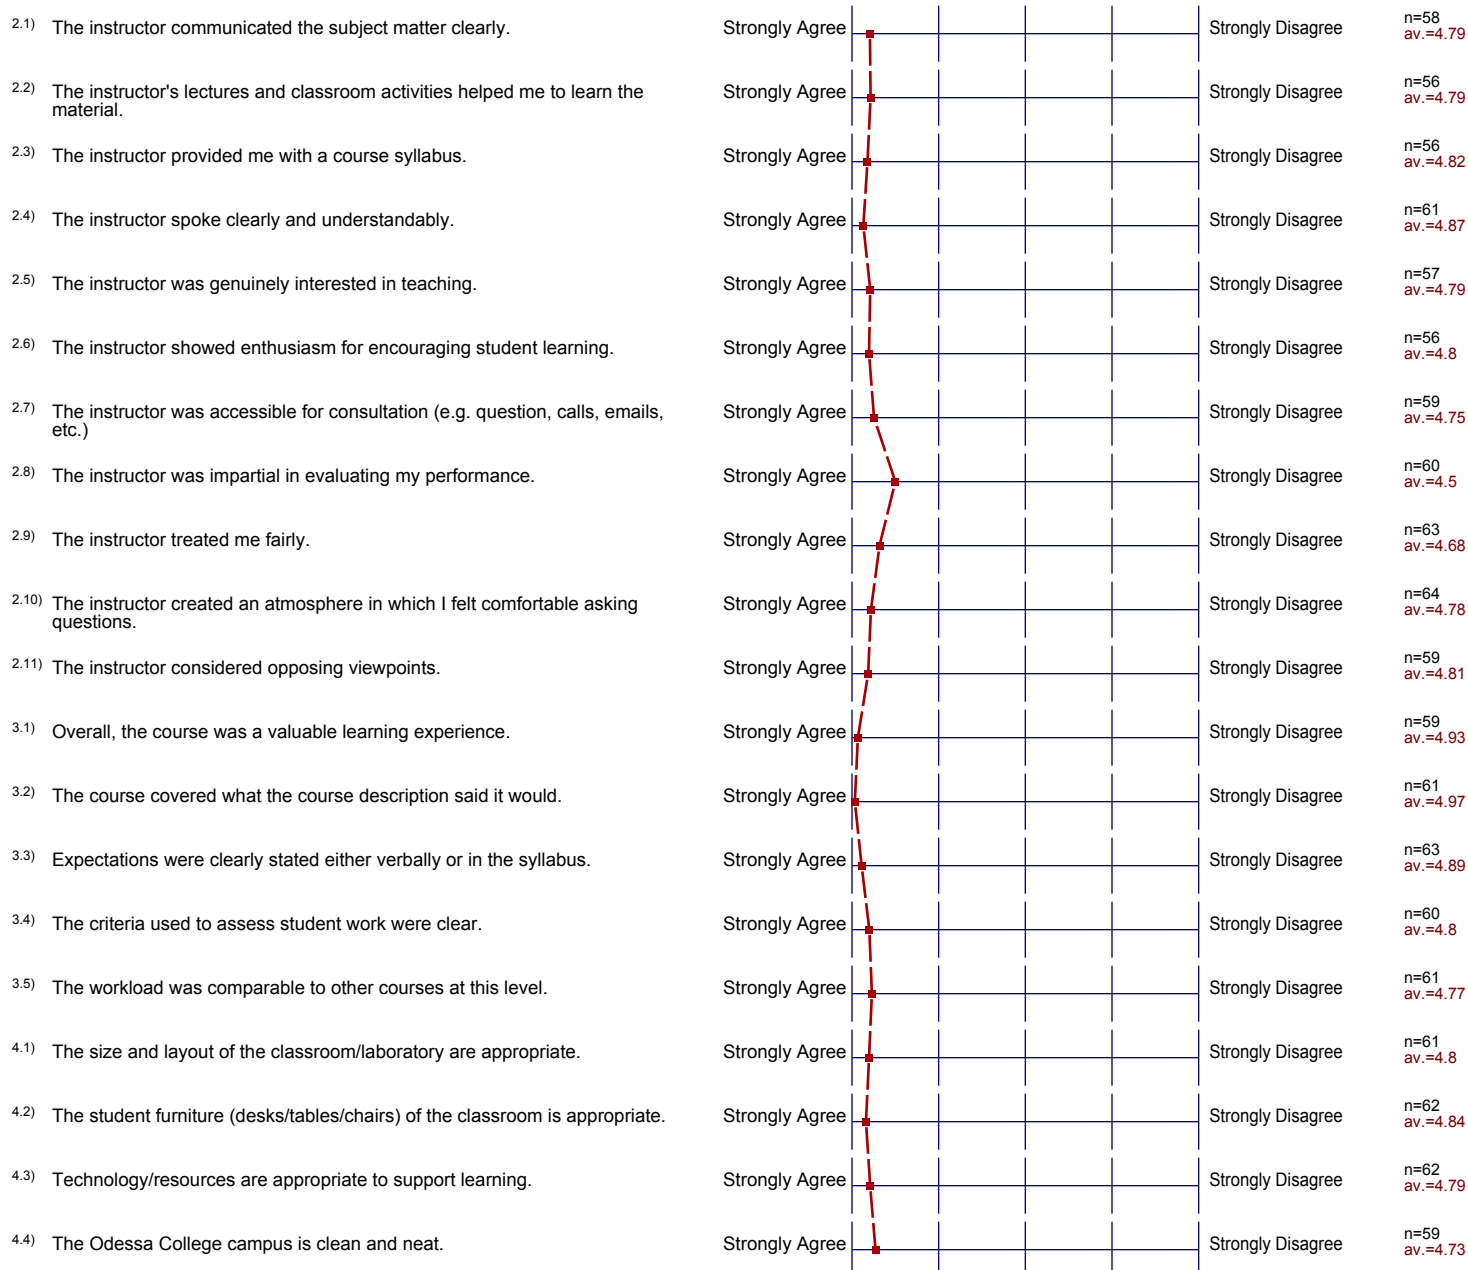 2.1) The instructor communicated the subject matter clearly. Strongly Agree Strongly Disagree n=58
av.=4.79
2.2) The instructor's lectures and classroom activities helped me to learn the Strongly Agree Strongly Disagree n=56
material. av.=4.79
2.3) The instructor provided me with a course syllabus. Strongly Agree Strongly Disagree n=56
av.=4.82
2.4) The instructor spoke clearly and understandably. Strongly Agree Strongly Disagree n=61
av.=4.87
2.5) The instructor was genuinely interested in teaching. Strongly Agree Strongly Disagree n=57
av.=4.79
2.6) The instructor showed enthusiasm for encouraging student learning. Strongly Agree Strongly Disagree n=56
av.=4.8
2.7) The instructor was accessible for consultation (e.g. question, calls, emails, Strongly Agree Strongly Disagree n=59
etc.) av.=4.75
2.8) The instructor was impartial in evaluating my performance. Strongly Agree Strongly Disagree n=60
av.=4.5
2.9) The instructor treated me fairly. Strongly Agree Strongly Disagree n=63
av.=4.68
2.10) The instructor created an atmosphere in which I felt comfortable asking Strongly Agree Strongly Disagree n=64
questions. av.=4.78
2.11) The instructor considered opposing viewpoints. Strongly Agree Strongly Disagree n=59
av.=4.81
3.1) Overall, the course was a valuable learning experience. Strongly Agree Strongly Disagree n=59
av.=4.93
3.2) The course covered what the course description said it would. Strongly Agree Strongly Disagree n=61
av.=4.97
3.3) Expectations were clearly stated either verbally or in the syllabus. Strongly Agree Strongly Disagree n=63
av.=4.89
3.4) The criteria used to assess student work were clear. Strongly Agree Strongly Disagree n=60
av.=4.8
3.5) The workload was comparable to other courses at this level. Strongly Agree Strongly Disagree n=61
av.=4.77
4.1) The size and layout of the classroom/laboratory are appropriate. Strongly Agree Strongly Disagree n=61
av.=4.8
4.2) The student furniture (desks/tables/chairs) of the classroom is appropriate. Strongly Agree Strongly Disagree n=62
av.=4.84
4.3) Technology/resources are appropriate to support learning. Strongly Agree Strongly Disagree n=62
av.=4.79
4.4) The Odessa College campus is clean and neat. Strongly Agree Strongly Disagree n=59
av.=4.73